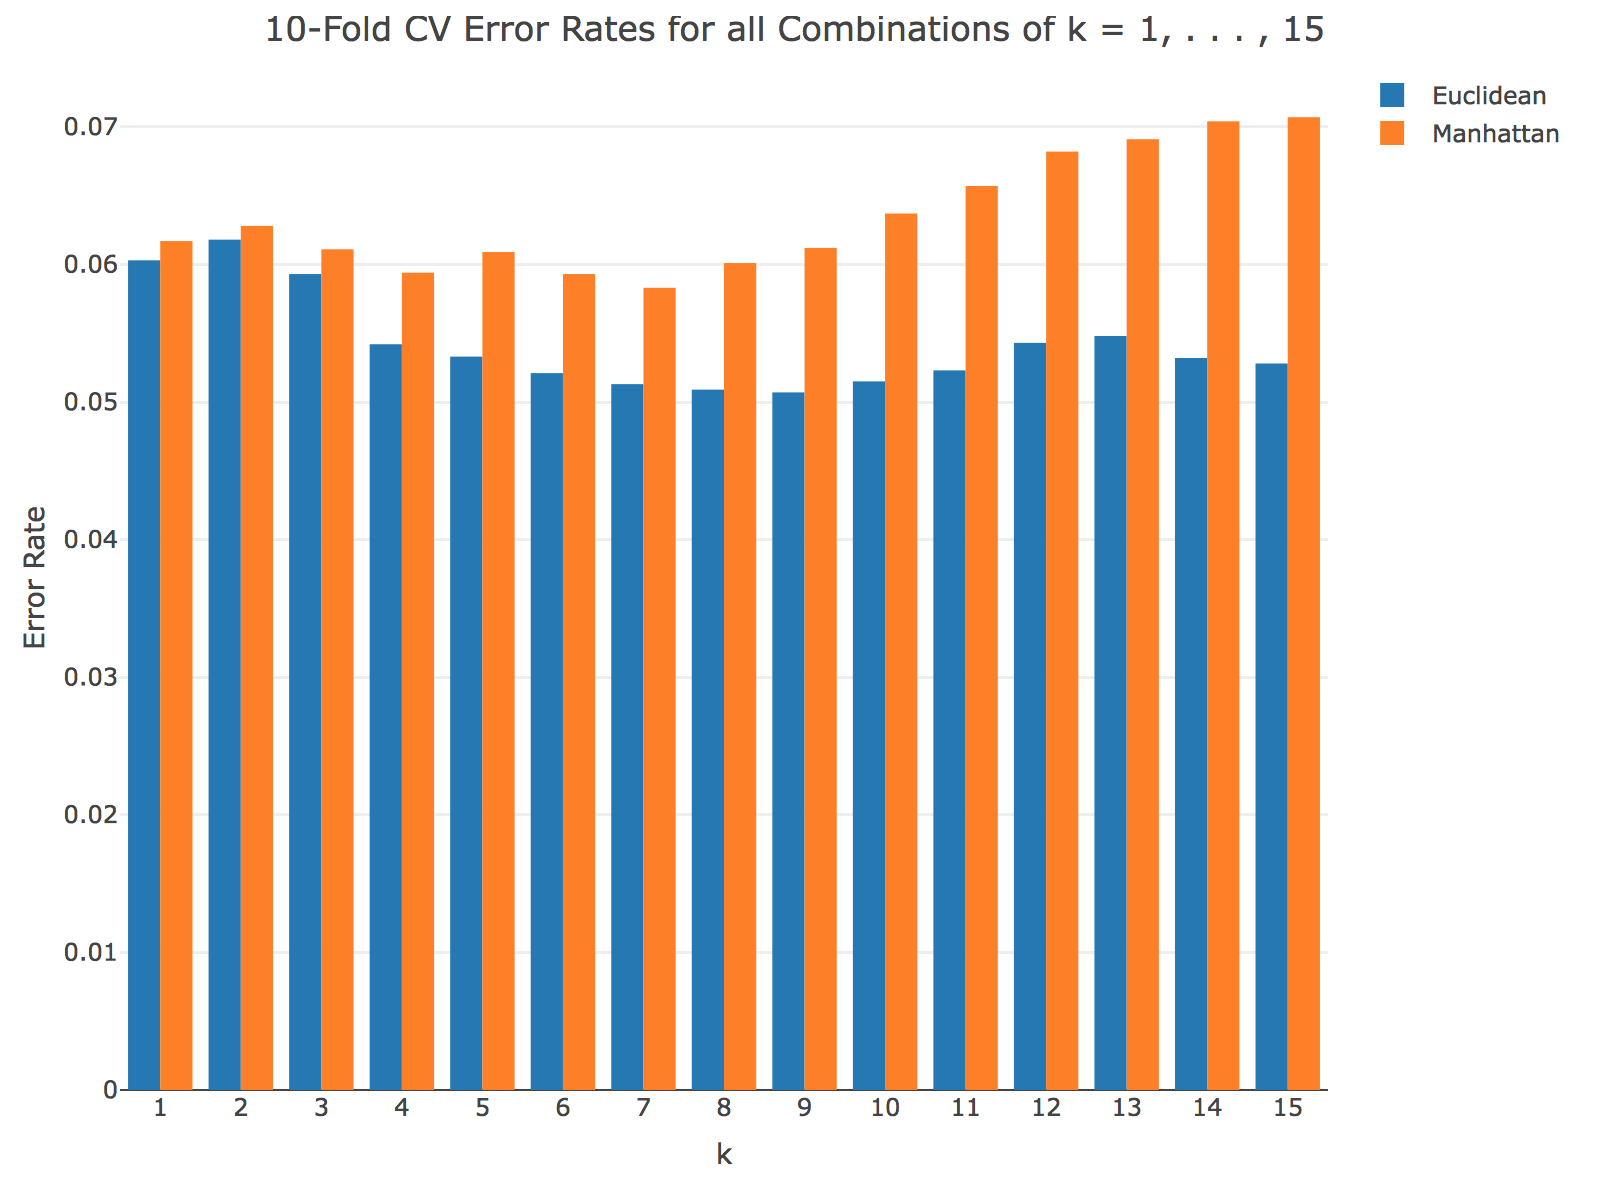 10-Fold CV Error Rates for all Combinations of k = 1, . . . , 15
Euclidean
Manhattan
Error Rate
0.07
0.06
0.05
0.04
0.03
0.02
0.01
0
1 2 3 4 5 6 7 8 9 10 11 12 13 14 15
k